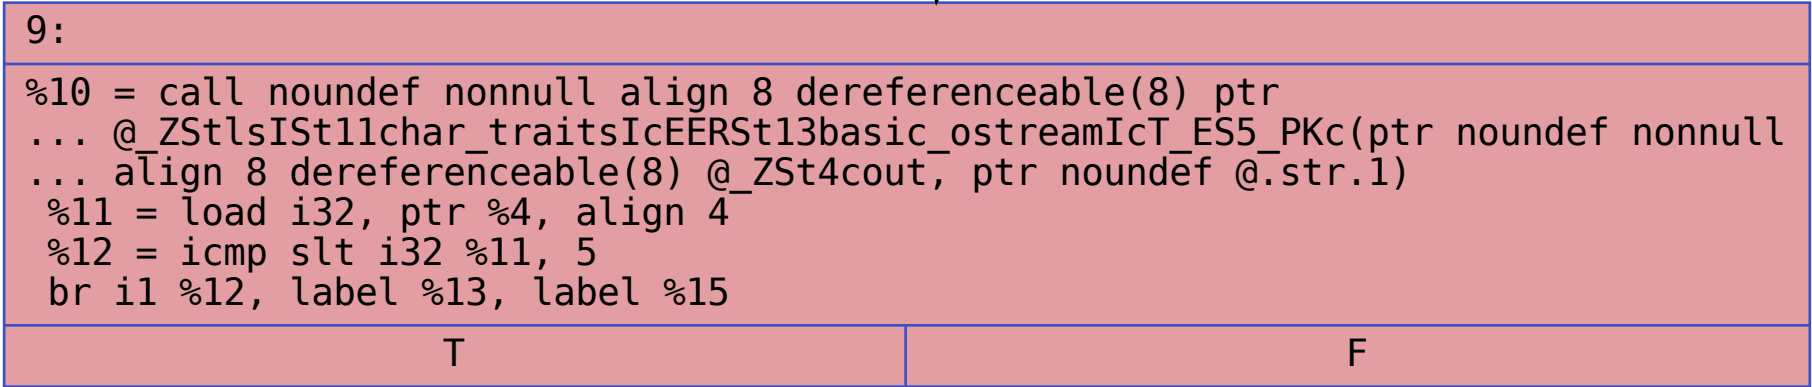 9:
%10 = call noundef nonnull align 8 dereferenceable(8) ptr
... @_ZStlsISt11char_traitsIcEERSt13basic_ostreamIcT_ES5_PKc(ptr noundef nonnull
... align 8 dereferenceable(8) @_ZSt4cout, ptr noundef @.str.1)
%11 = load i32, ptr %4, align 4
%12 = icmp slt i32 %11, 5
br i1 %12, label %13, label %15
T F